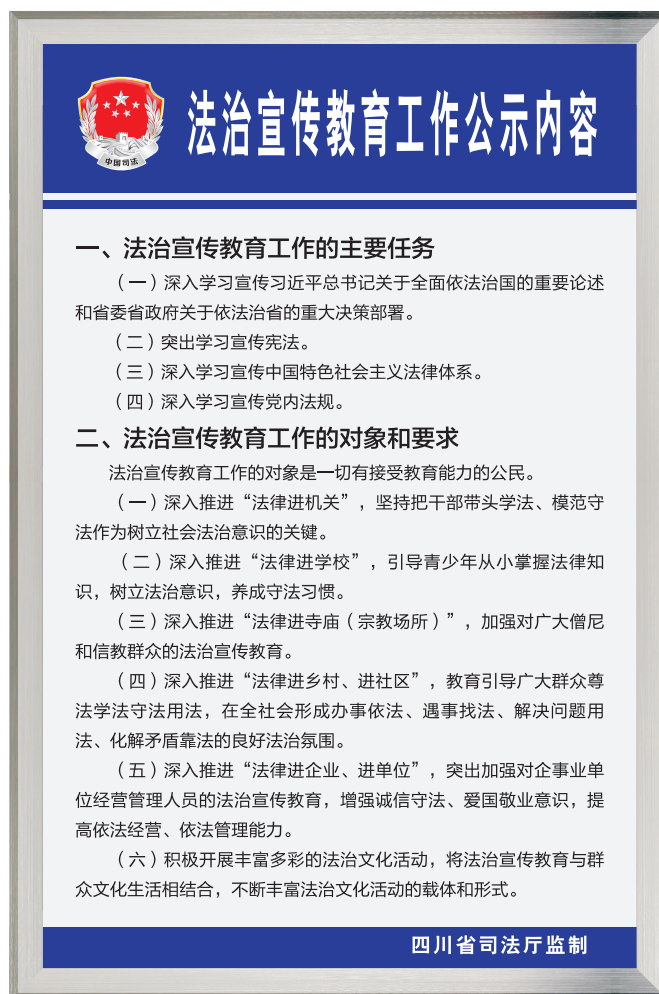 中国司法
法治宣传教育工作公示内容
一、法治宣传教育工作的主要任务
（一）深入学习宣传习近平总书记关于全面依法治国的重要论述
和省委省政府关于依法治省的重大决策部署。
（二）突出学习宣传宪法。
（三）深入学习宣传中国特色社会主义法律体系。
（四）深入学习宣传党内法规。
二、法治宣传教育工作的对象和要求
法治宣传教育工作的对象是一切有接受教育能力的公民。
（一）深入推进“法律进机关”，坚持把干部带头学法、模范守
法作为树立社会法治意识的关键。
（二）深入推进“法律进学校”，引导青少年从小掌握法律知
识，树立法治意识，养成守法习惯。
（三）深入推进“法律进寺庙（宗教场所）”，加强对广大僧尼
和信教群众的法治宣传教育。
（四）深入推进“法律进乡村、进社区”，教育引导广大群众尊
法学法守法用法，在全社会形成办事依法、遇事找法、解决问题用
法、化解矛盾靠法的良好法治氛围。
（五）深入推进“法律进企业、进单位”，突出加强对企事业单
位经营管理人员的法治宣传教育，增强诚信守法、爱国敬业意识，提
高依法经营、依法管理能力。
（六）积极开展丰富多彩的法治文化活动，将法治宣传教育与群
众文化生活相结合，不断丰富法治文化活动的载体和形式。
四川省司法厅监制